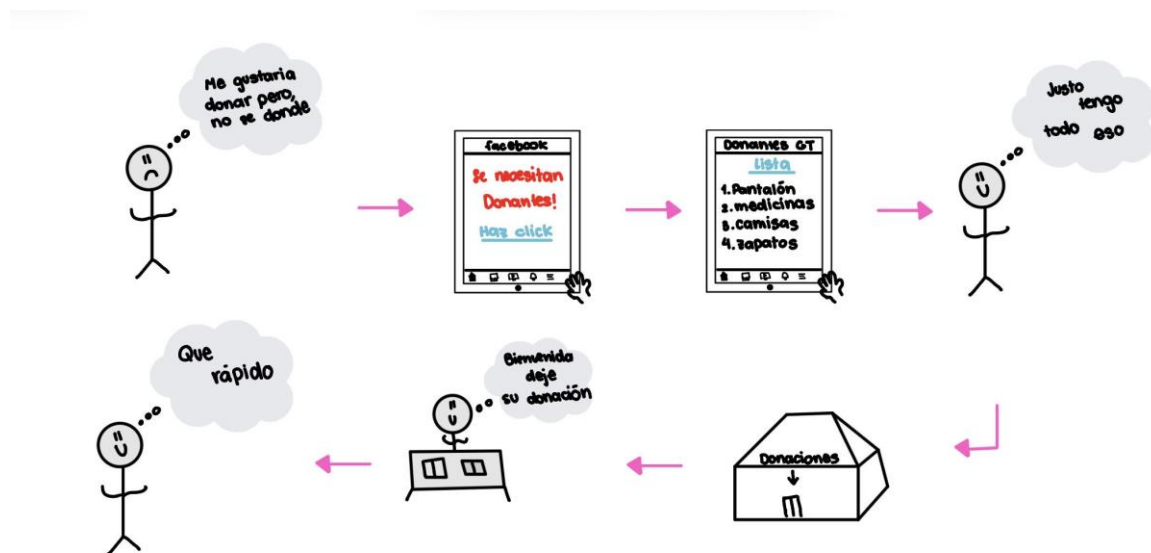 Me gustaria
donar pero,
no se donde
facebook
Se necesitan
Donantes!
Haz click
Donantes GT
Lista
1.Pantalón
2.medicinas
3.camisas
4.zapatos
Justo
tengo
todo eso
Donaciones
Bienvenida
deje
su donación
Que
rápido